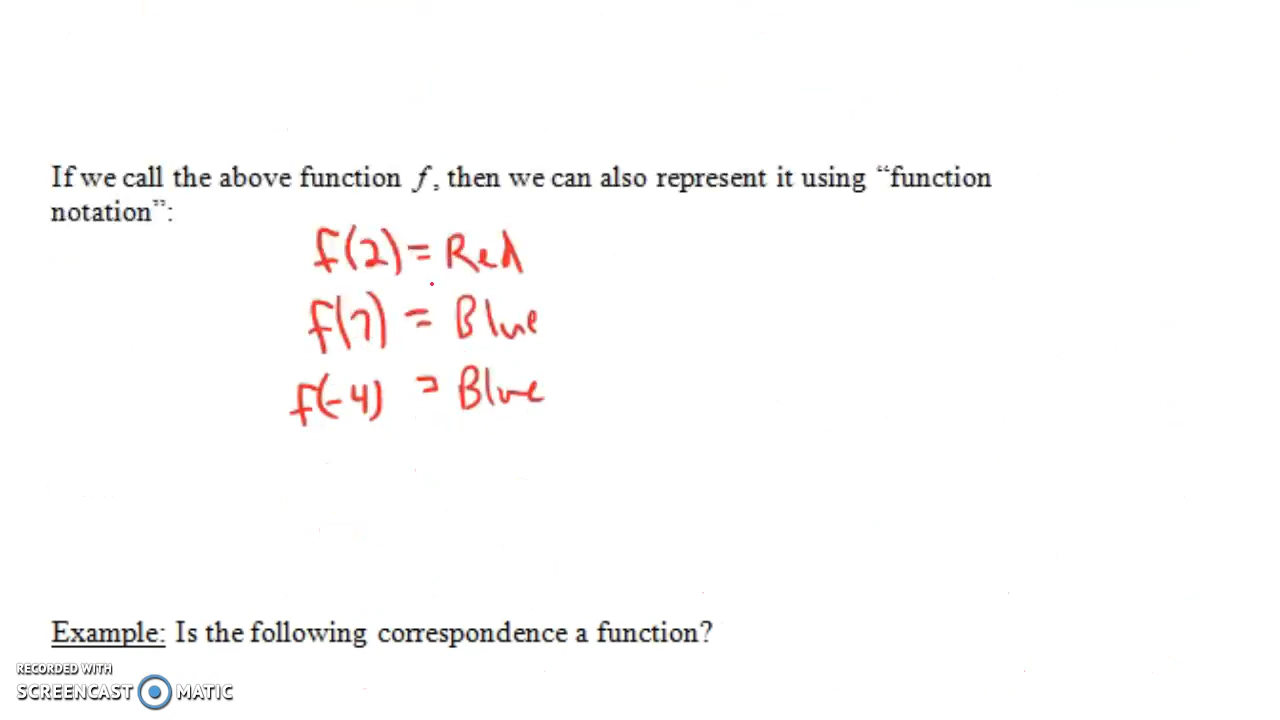 If we call the above function f, then we can also represent it using “function
notation”:
f(2) = Red
f(7) = Blue
f(-4) = Blue
Example: Is the following correspondence a function?
RECORDED WITH
SCREENCAST MATIC